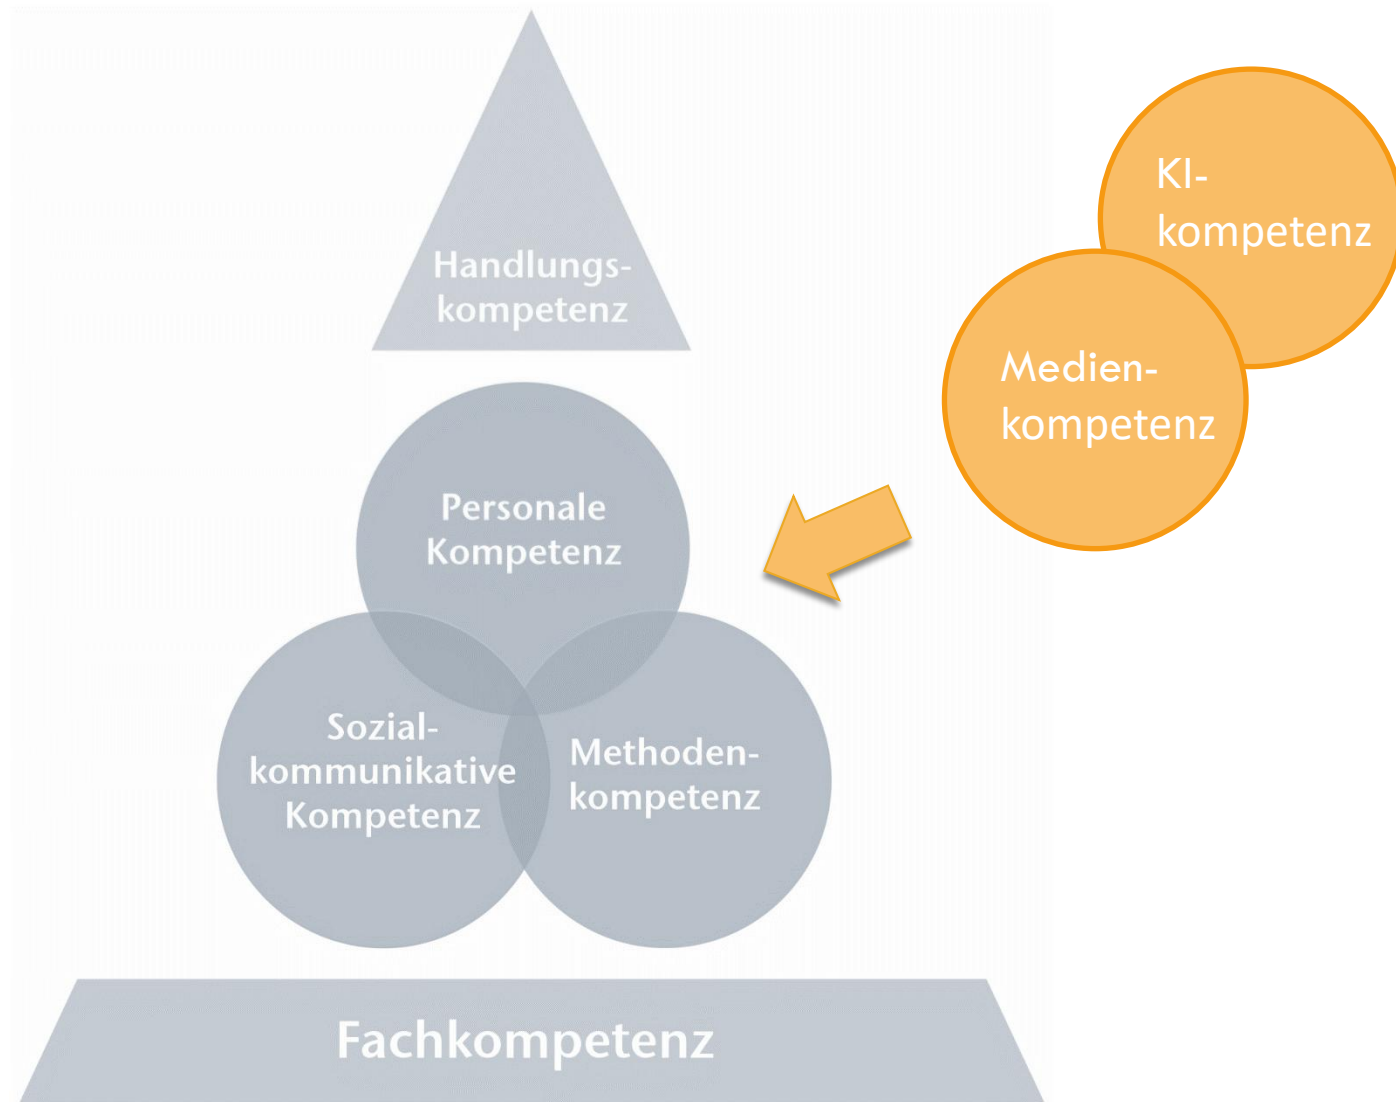 KI-
kompetenz
Handlungs-
kompetenz
Medien-
kompetenz
Personale
Kompetenz
Sozial-
kommunikative
Kompetenz
Methoden-
kompetenz
Fachkompetenz